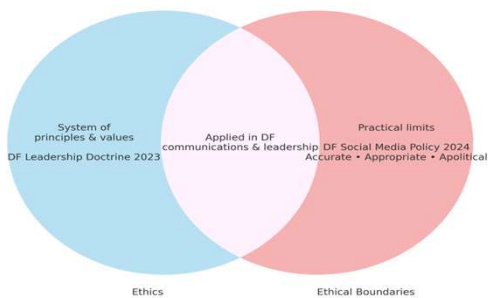 System of
principles & values
DF Leadership Doctrine 2023
Applied in DF
communications & leadership
Practical limits
DF Social Media Policy 2024
Accurate • Appropriate • Apolitical
Ethics
Ethical Boundaries